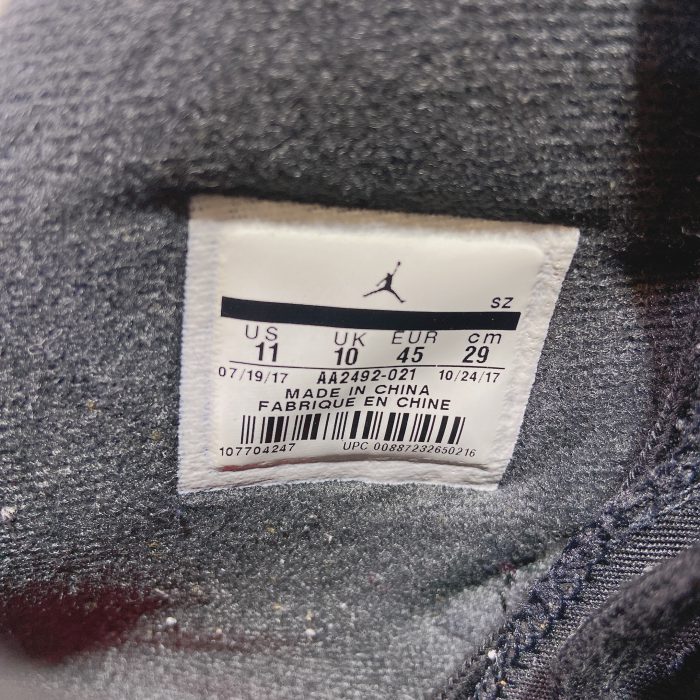 SZ
US UK EUR cm
11 10 45 29
07/19/17 AA2492-021 10/24/17
MADE IN CHINA
FABRIQUE EN CHINE
107704247 UPC 00887232650216